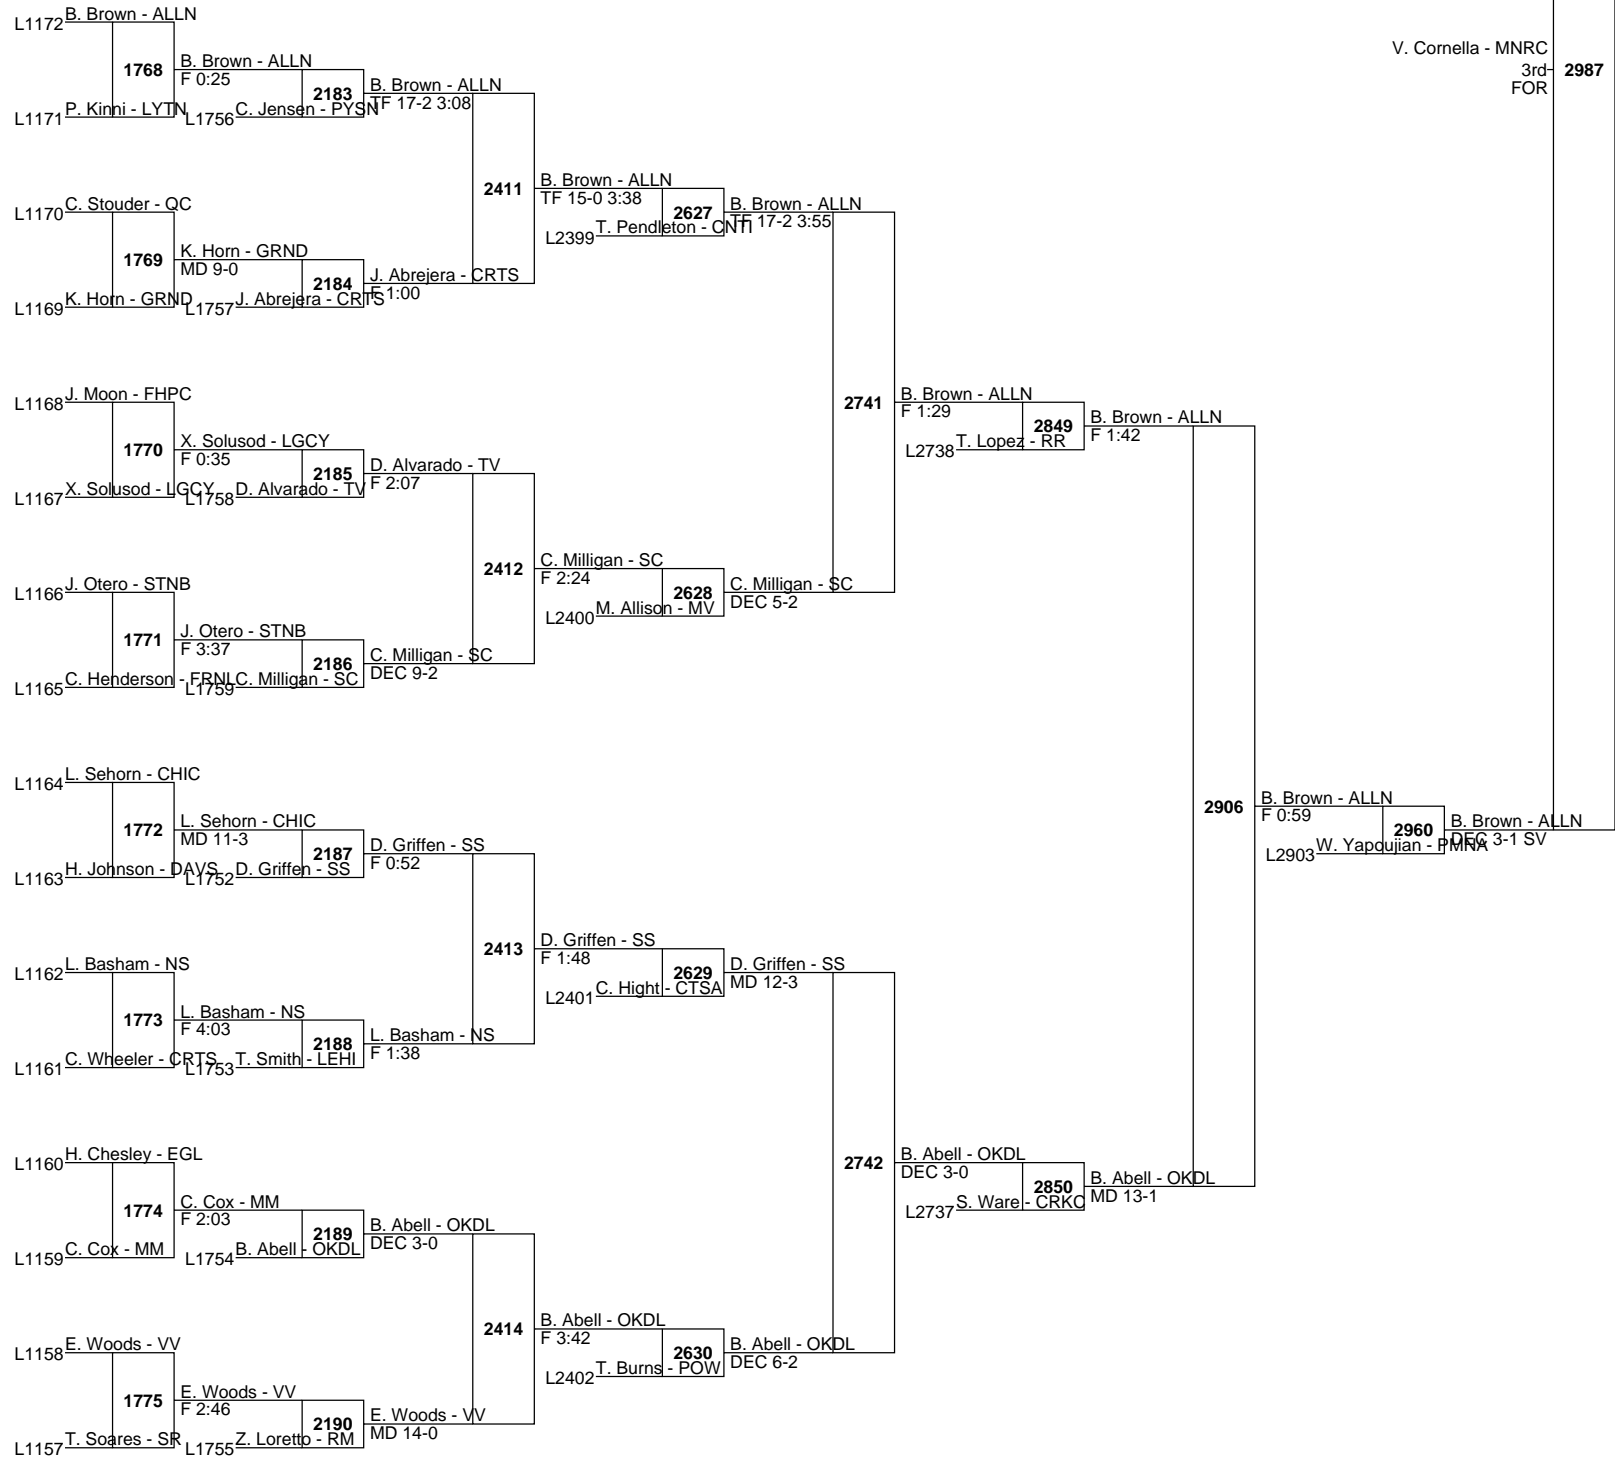 B. Brown - ALLN
L1172
1768
B. Brown - ALLN
F 0:25
P. Kinni - LYTN
L1171
2183
C. Jensen - PYSN
L1756
B. Brown - ALLN
TF 17-2 3:08
C. Stouder - QC
L1170
1769
K. Horn - GRND
MD 9-0
K. Horn - GRND
L1169
2184
J. Abrejera - CRTS
L1757
J. Abrejera - CRTS
F 1:00
2411
B. Brown - ALLN
TF 15-0 3:38
2627
T. Pendleton - CNTI
L2399
B. Brown - ALLN
TF 17-2 3:55
J. Moon - FHPC
L1168
1770
X. Solusod - LGCY
F 0:35
X. Solusod - LGCY
L1167
2185
D. Alvarado - TV
L1758
D. Alvarado - TV
F 2:07
J. Otero - STNB
L1166
1771
J. Otero - STNB
F 3:37
C. Henderson - FRNL
L1165
2186
C. Milligan - SC
L1759
C. Milligan - SC
DEC 9-2
2412
C. Milligan - SC
F 2:24
2628
M. Allison - MV
L2400
C. Milligan - SC
DEC 5-2
2741
B. Brown - ALLN
F 1:29
2849
T. Lopez - RR
L2738
B. Brown - ALLN
F 1:42
L. Sehorn - CHIC
L1164
1772
L. Sehorn - CHIC
MD 11-3
H. Johnson - DAVS
L1163
2187
D. Griffen - SS
L1752
D. Griffen - SS
F 0:52
L. Basham - NS
L1162
1773
L. Basham - NS
F 4:03
C. Wheeler - CRTS
L1161
2188
T. Smith - LEHI
L1753
L. Basham - NS
F 1:38
2413
D. Griffen - SS
F 1:48
2629
C. Hight - CTSA
L2401
D. Griffen - SS
MD 12-3
H. Chesley - EGL
L1160
1774
C. Cox - MM
F 2:03
C. Cox - MM
L1159
2189
B. Abell - OKDL
L1754
B. Abell - OKDL
DEC 3-0
E. Woods - VV
L1158
1775
E. Woods - VV
F 2:46
T. Soares - SR
L1157
2190
Z. Loretto - RM
L1755
E. Woods - VV
MD 14-0
2414
B. Abell - OKDL
F 3:42
2630
T. Burns - POW
L2402
B. Abell - OKDL
DEC 6-2
2742
B. Abell - OKDL
DEC 3-0
2850
S. Ware - CRKC
L2737
B. Abell - OKDL
MD 13-1
2906
B. Brown - ALLN
F 0:59
2960
W. Yapoujian - PMNA
L2903
B. Brown - ALLN
DEC 3-1 SV
V. Cornella - MNRC
3rd
FOR
2987